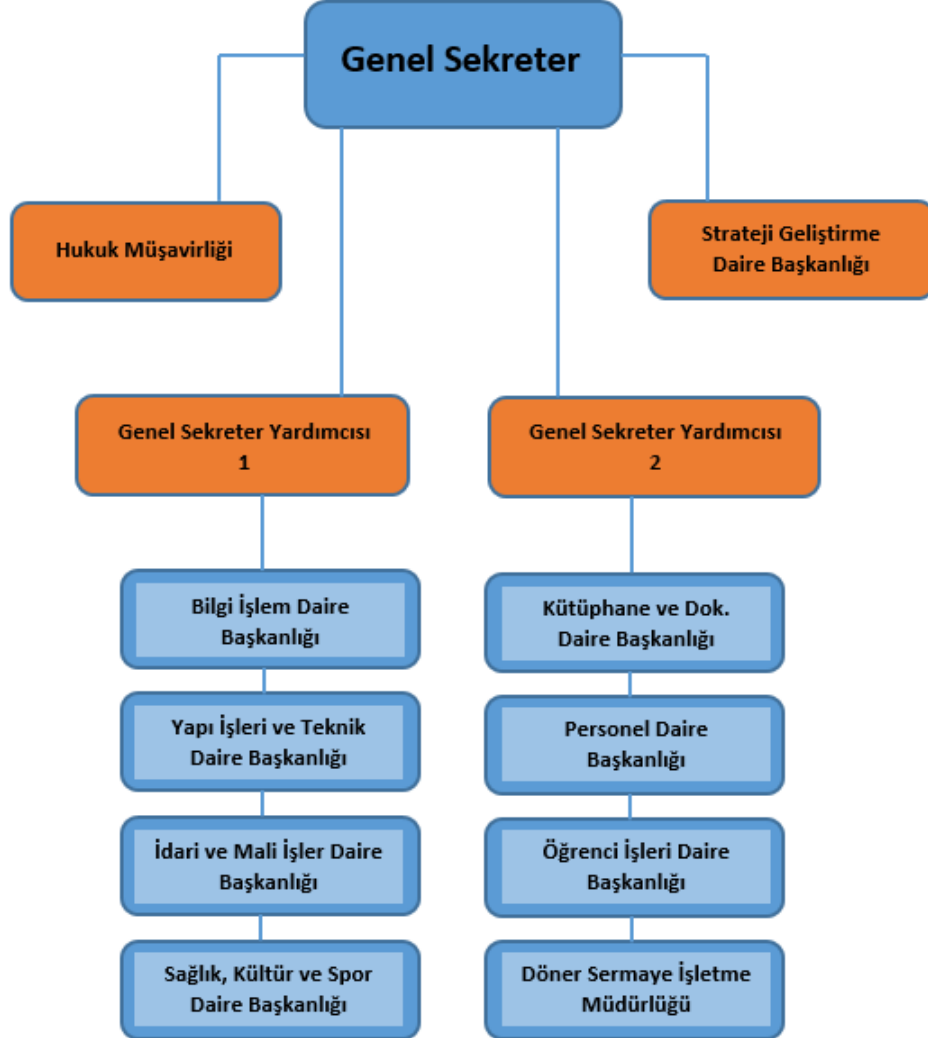 Genel Sekreter
Hukuk Müşavirliği
Strateji Geliştirme
Daire Başkanlığı
Genel Sekreter Yardımcısı
1
Genel Sekreter Yardımcısı
2
Bilgi İşlem Daire
Başkanlığı
Yapı İşleri ve Teknik
Daire Başkanlığı
İdari ve Mali İşler Daire
Başkanlığı
Sağlık, Kültür ve Spor
Daire Başkanlığı
Kütüphane ve Dok.
Daire Başkanlığı
Personel Daire
Başkanlığı
Öğrenci İşleri Daire
Başkanlığı
Döner Sermaye İşletme
Müdürlüğü